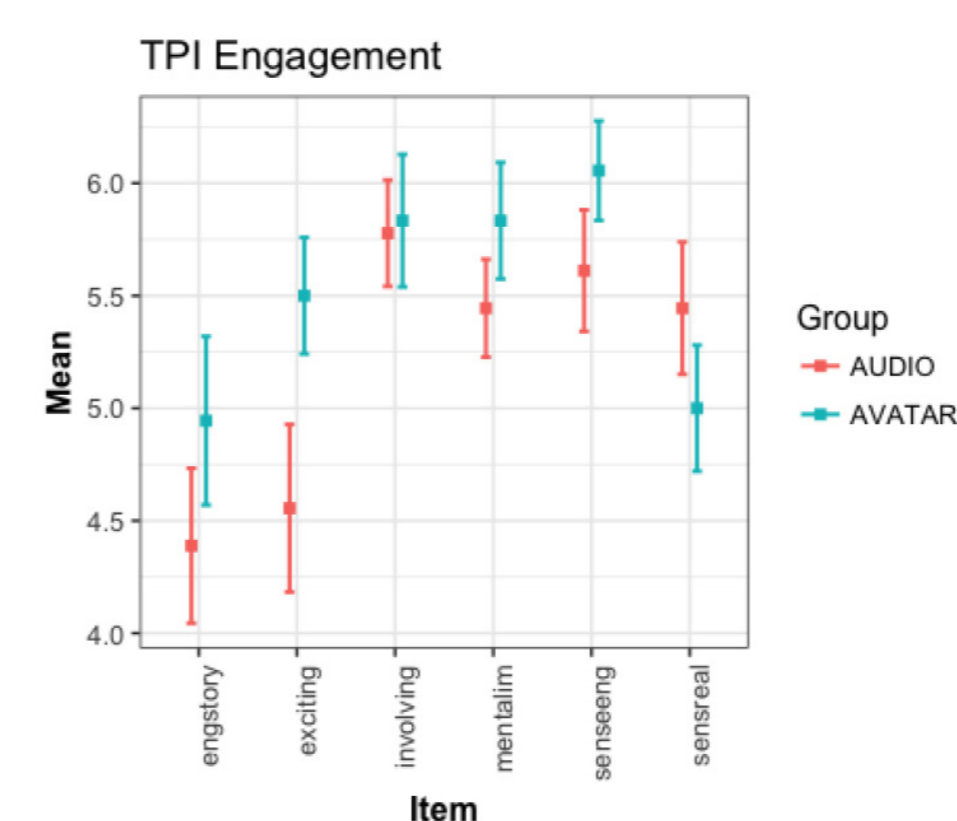 TPI Engagement
6.0
5.5
5.0
4.5
4.0
Mean
engstory
exciting
involving
mentalim
senseeng
sensreal
Item
Group
AUDIO
AVATAR